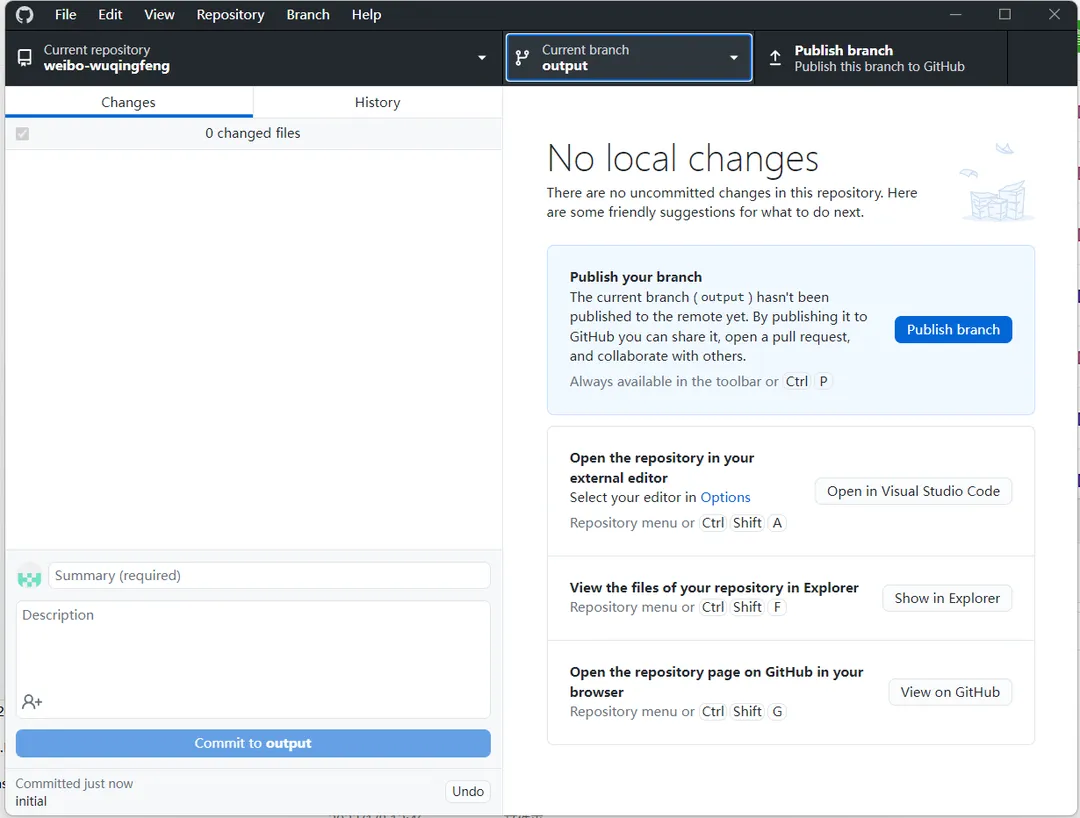 File Edit View Repository Branch Help
Current repository
weibo-wuqingfeng
Current branch
output
Publish branch
Publish this branch to GitHub
Changes
History
0 changed files
No local changes
There are no uncommitted changes in this repository. Here
are some friendly suggestions for what to do next.
Publish your branch
The current branch ( output ) hasn't been
published to the remote yet. By publishing it to
GitHub you can share it, open a pull request,
and collaborate with others.
Always available in the toolbar or Ctrl P
Publish branch
Open the repository in your
external editor
Select your editor in Options
Repository menu or Ctrl Shift A
Open in Visual Studio Code
View the files of your repository in Explorer
Repository menu or Ctrl Shift F
Show in Explorer
Open the repository page on GitHub in your
browser
Repository menu or Ctrl Shift G
View on GitHub
Summary (required)
Description
Commit to output
Committed just now
initial
Undo